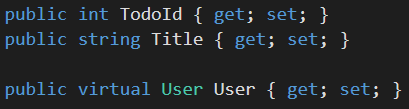 public int TodoId { get; set; }
public string Title { get; set; }
public virtual User User { get; set; }